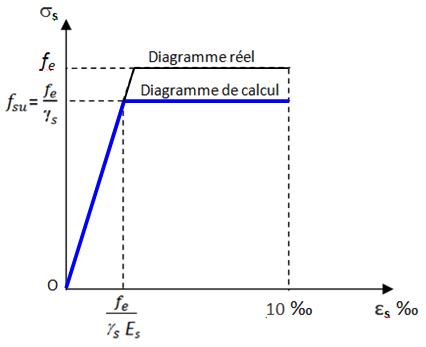 σs
fe
Diagramme réel
Diagramme de calcul
fsu = fe / γs
O
fe / γs Es
10 ‰
εs ‰